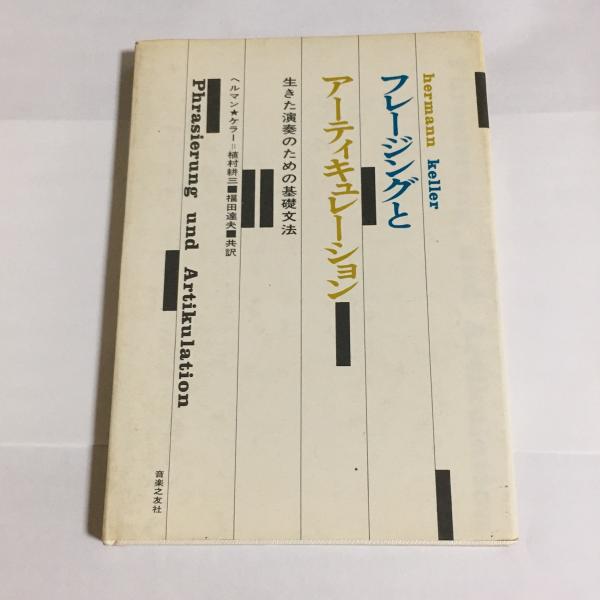 hermann keller
フレージングと
アーティキュレーション
生きた演奏のための基礎文法
ヘルマン★ケラー=植村耕三■福田達夫■共訳
Phrasierung und Artikulation
音楽之友社